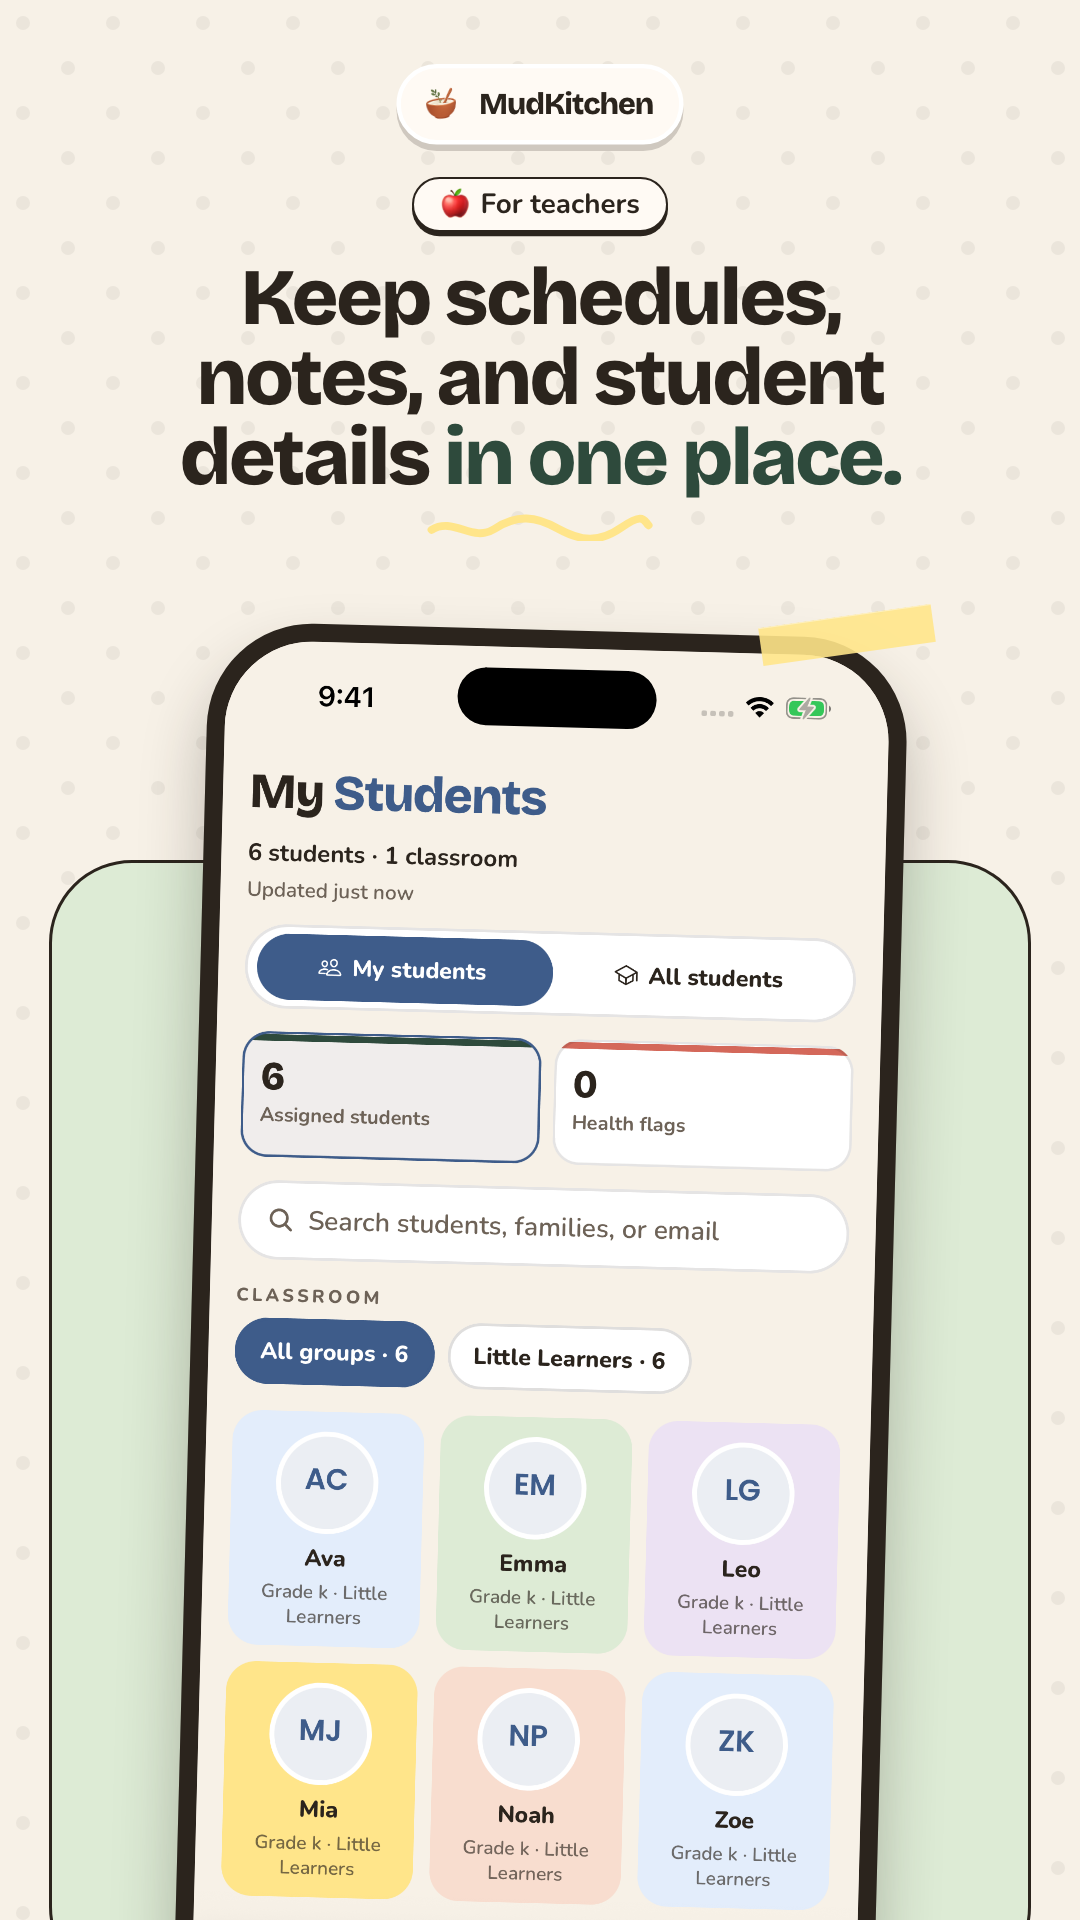 MudKitchen
For teachers
Keep schedules,
notes, and student
details in one place.
9:41
My Students
6 students · 1 classroom
Updated just now
My students
All students
6
Assigned students
0
Health flags
Search students, families, or email
CLASSROOM
All groups · 6
Little Learners · 6
AC
Ava
Grade k · Little
Learners
EM
Emma
Grade k · Little
Learners
LG
Leo
Grade k · Little
Learners
MJ
Mia
Grade k · Little
Learners
NP
Noah
Grade k · Little
Learners
ZK
Zoe
Grade k · Little
Learners